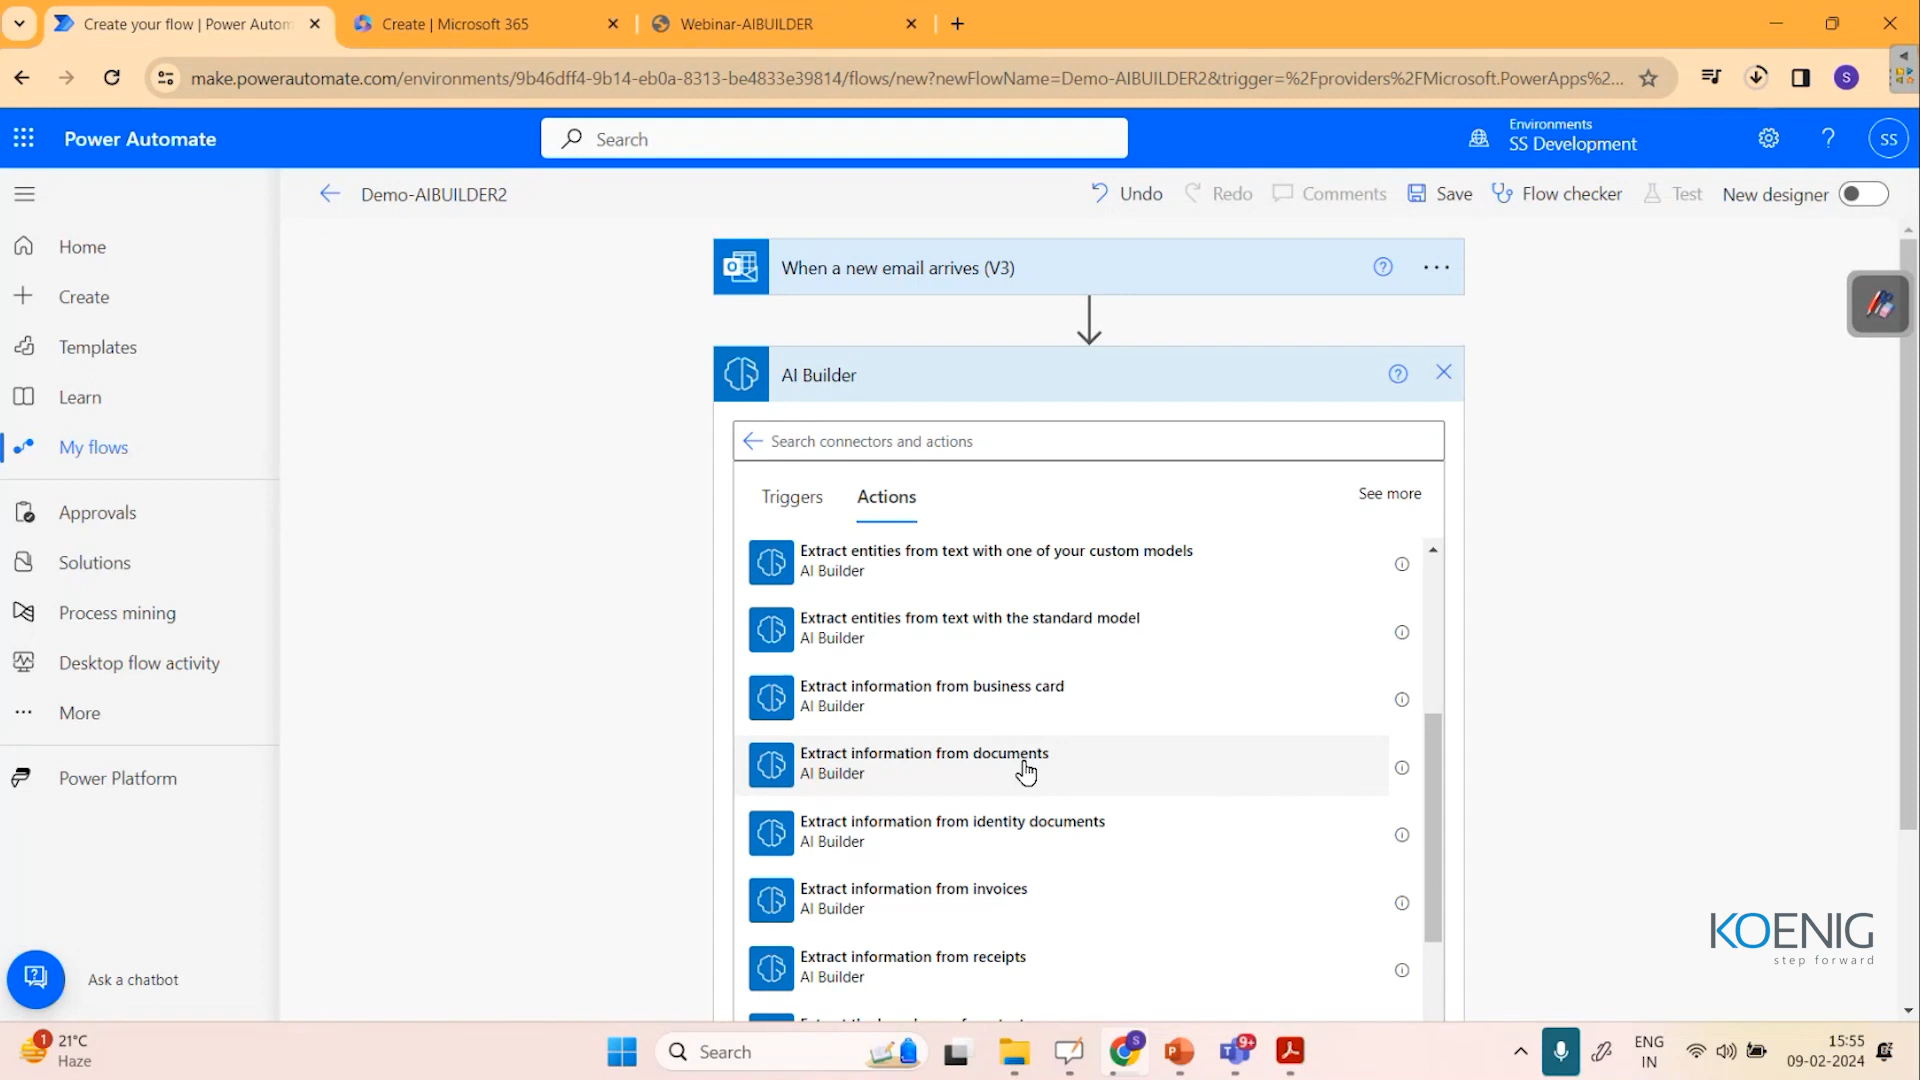 Create your flow | Power Autom
Create | Microsoft 365
Webinar-AIBUILDER
make.powerautomate.com/environments/9b46dff4-9b14-eb0a-8313-be4833e39814/flows/new?newFlowName=Demo-AIBUILDER2&trigger=%2Fproviders%2FMicrosoft.PowerApps%2...
S
Power Automate
Search
Environments
SS Development
SS
Demo-AIBUILDER2
Undo
Redo
Comments
Save
Flow checker
Test
New designer
Home
Create
Templates
Learn
My flows
Approvals
Solutions
Process mining
Desktop flow activity
More
Power Platform
Ask a chatbot
When a new email arrives (V3)
AI Builder
Search connectors and actions
Triggers
Actions
See more
Extract entities from text with one of your custom models
AI Builder
Extract entities from text with the standard model
AI Builder
Extract information from business card
AI Builder
Extract information from documents
AI Builder
Extract information from identity documents
AI Builder
Extract information from invoices
AI Builder
Extract information from receipts
AI Builder
KOENIG
step forward
1
21°C
Haze
Search
S
9+
ENG
IN
15:55
09-02-2024